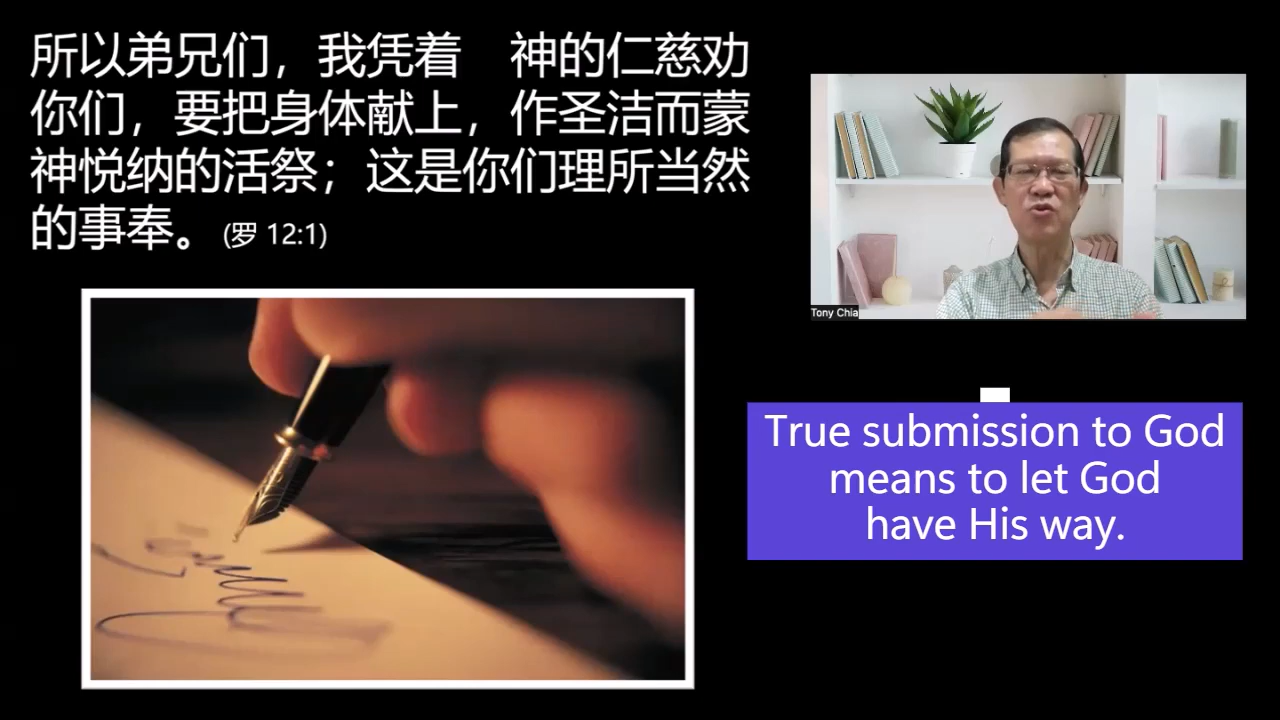 所以弟兄们，我凭着　神的仁慈劝
你们，要把身体献上，作圣洁而蒙
神悦纳的活祭；这是你们理所当然
的事奉。(罗 12:1)
Tony Chia
True submission to God
means to let God
have His way.